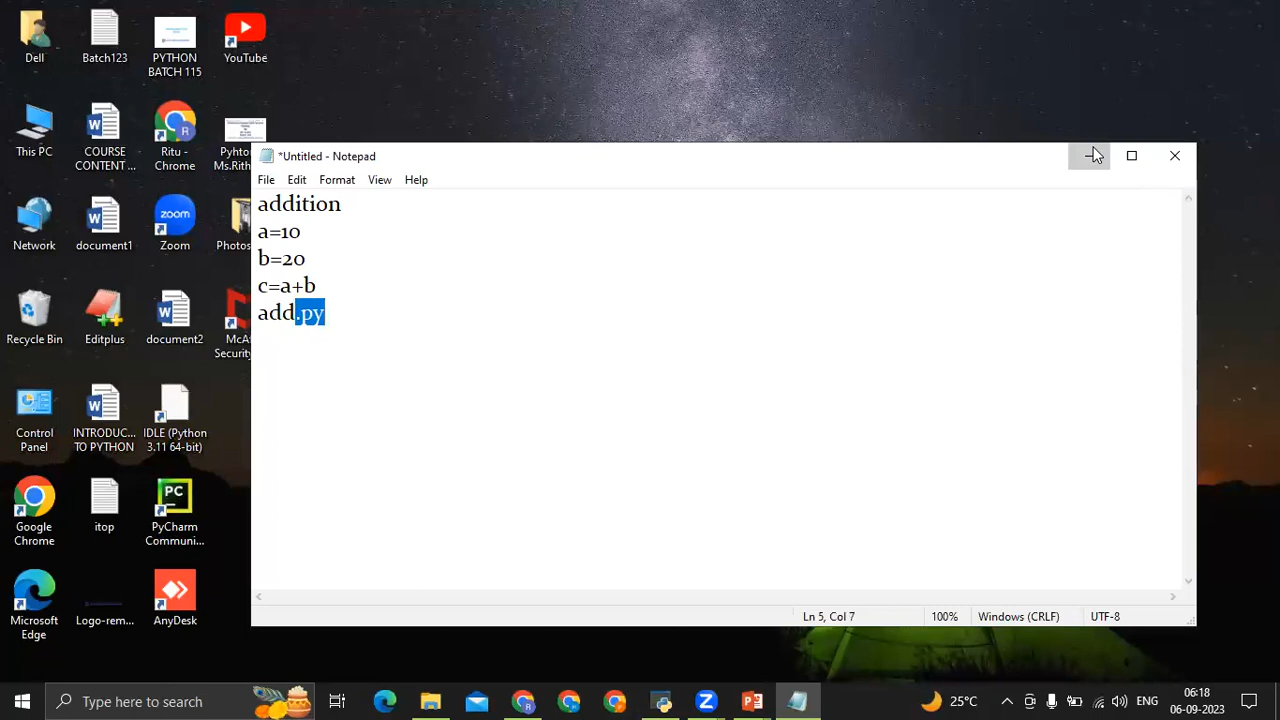 Dell
Batch123
PYTHON
BATCH 115
YouTube
This PC
COURSE
CONTENT ...
Ritu -
Chrome
Pyhto
Ms.Rith
Network
document1
Zoom
Photos
Recycle Bin
Editplus
document2
McAf
Security
Control
Panel
INTRODUC...
TO PYTHON
IDLE (Python
3.11 64-bit)
Google
Chrome
itop
PyCharm
Communi...
Microsoft
Edge
Logo-rem...
AnyDesk
zoom
PC
*Untitled - Notepad
File Edit Format View Help
addition
a=10
b=20
c=a+b
add.py
Ln 5, Col 7 100% Windows (CRLF) UTF-8
Type here to search
25°C
ENG
06:18
06-09-2023